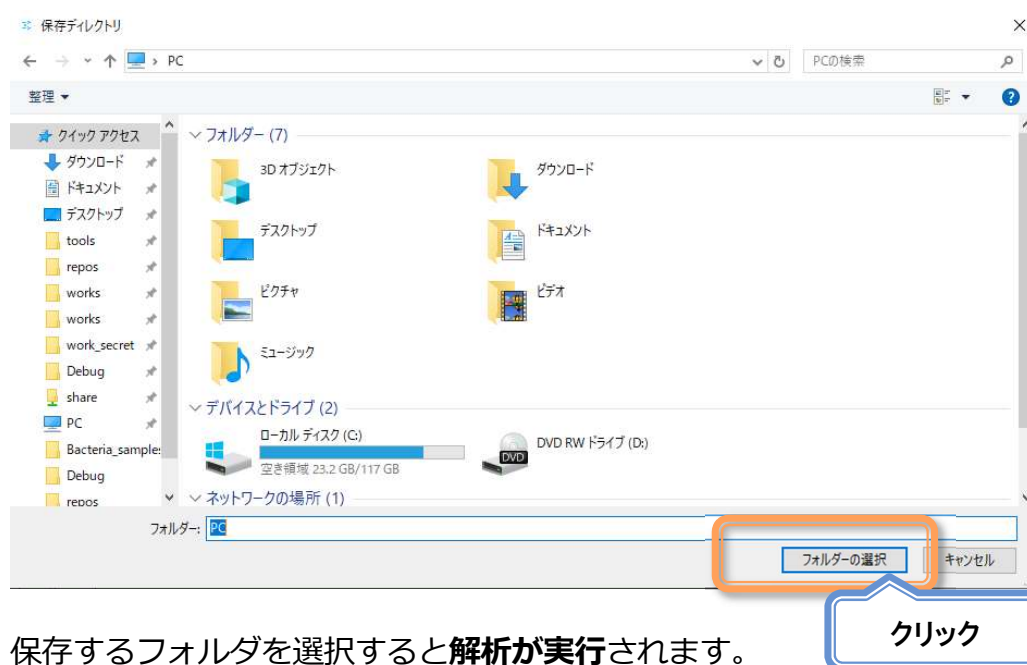 保存ディレクトリ
PC
PCの検索
整理
クイック アクセス
ダウンロード
ドキュメント
デスクトップ
tools
repos
works
works
work_secret
Debug
share
PC
Bacteria_samples
Debug
repos
フォルダー (7)
3D オブジェクト
ダウンロード
デスクトップ
ドキュメント
ピクチャ
ビデオ
ミュージック
デバイスとドライブ (2)
ローカル ディスク (C:)
空き領域 23.2 GB/117 GB
DVD
DVD RW ドライブ (D:)
ネットワークの場所 (1)
フォルダー: PC
フォルダーの選択
キャンセル
クリック
保存するフォルダを選択すると解析が実行されます。